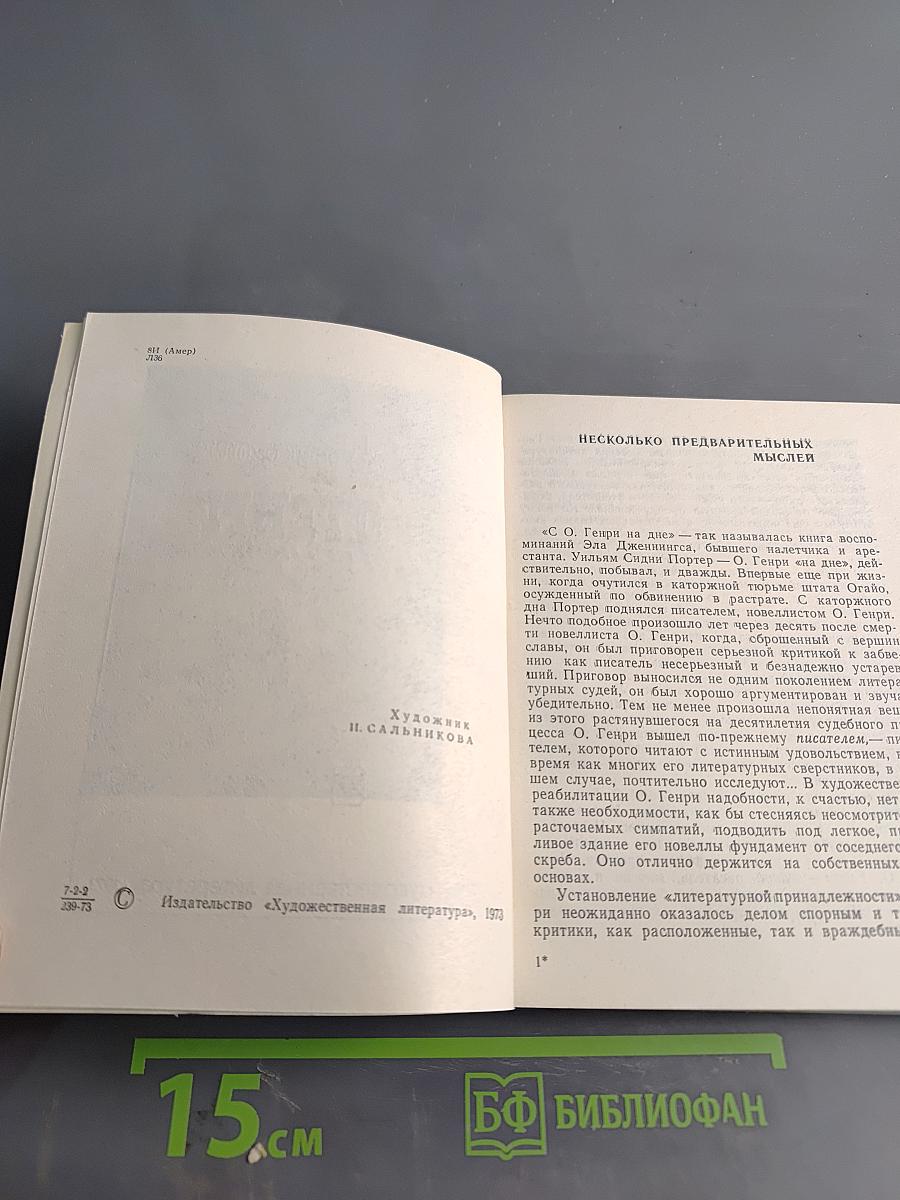 8И (Амер)
Л36
Художник
Н. САЛЬНИКОВА
7-2-2
239-73
© Издательство «Художественная литература», 1973
НЕСКОЛЬКО ПРЕДВАРИТЕЛЬНЫХ
МЫСЛЕЙ
«С О. Генри на дне» — так называлась книга воспо-
минаний Эла Дженнингса, бывшего налетчика и аре-
станта. Уильям Сидни Портер — О. Генри «на дне», дей-
ствительно, побывал, и дважды. Впервые еще при жиз-
ни, когда очутился в каторжной тюрьме штата Огайо,
осужденный по обвинению в растрате. С каторжного
дна Портер поднялся писателем, новеллистом О. Генри.
Нечто подобное произошло лет через десять после смер-
ти новеллиста О. Генри, когда, сброшенный с вершин
славы, он был приговорен серьезной критикой к забве-
нию как писатель несерьезный и безнадежно устарев
ший. Приговор выносился не одним поколением литера
турных судей, он был хорошо аргументирован и звуча
убедительно. Тем не менее произошла непонятная вещ
из этого растянувшегося на десятилетия судебного п
цесса О. Генри вышел по-прежнему писателем,— пи
телем, которого читают с истинным удовольствием, в
время как многих его литературных сверстников, в
шем случае, почтительно исследуют... В художестве
реабилитации О. Генри надобности, к счастью, нет
также необходимости, как бы стесняясь неосмотрит
расточаемых симпатий, подводить под легкое, п
ливое здание его новеллы фундамент от соседнего
скреба. Оно отлично держится на собственных
основах.
Установление «литературной принадлежности»
ри неожиданно оказалось делом спорным и т
критики, как расположенные, так и враждебны
1*
15 см
БФ БИБЛИОФАН